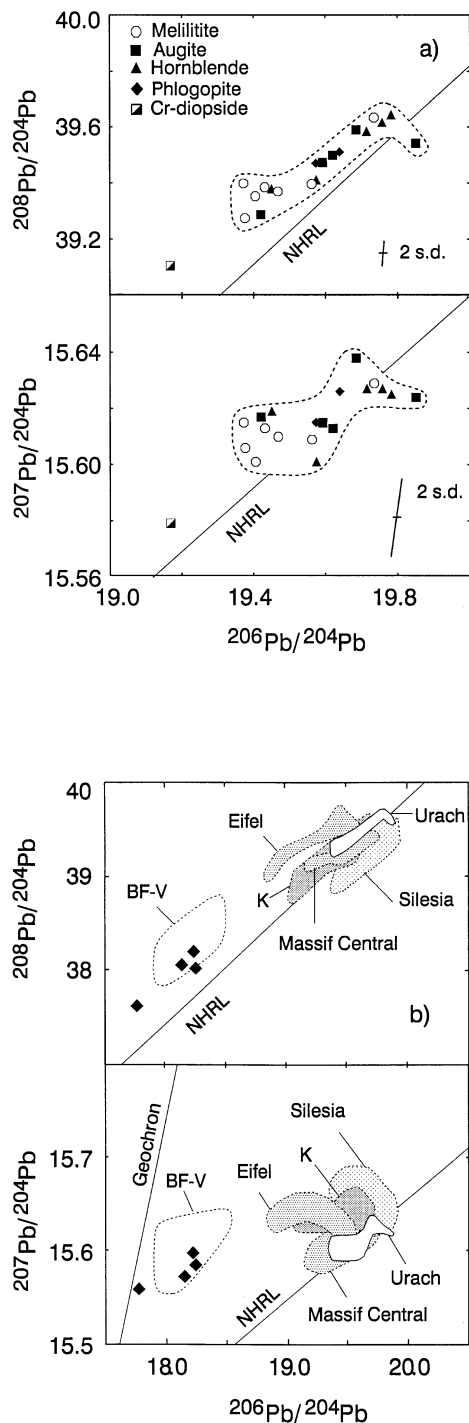 40.0
Melilitite
a)
Augite
Hornblende
Phlogopite
Cr-diopside
39.6
39.2
208Pb/204Pb
NHRL
2 s.d.
15.64
15.60
15.56
207Pb/204Pb
NHRL
2 s.d.
19.0
19.4
19.8
206Pb/204Pb
40
39
38
208Pb/204Pb
Eifel
Urach
BF-V
K
Silesia
Massif Central
NHRL
b)
Geochron
Silesia
K
BF-V
Eifel
15.7
15.6
15.5
207Pb/204Pb
Urach
NHRL
Massif Central
18.0
19.0
20.0
206Pb/204Pb